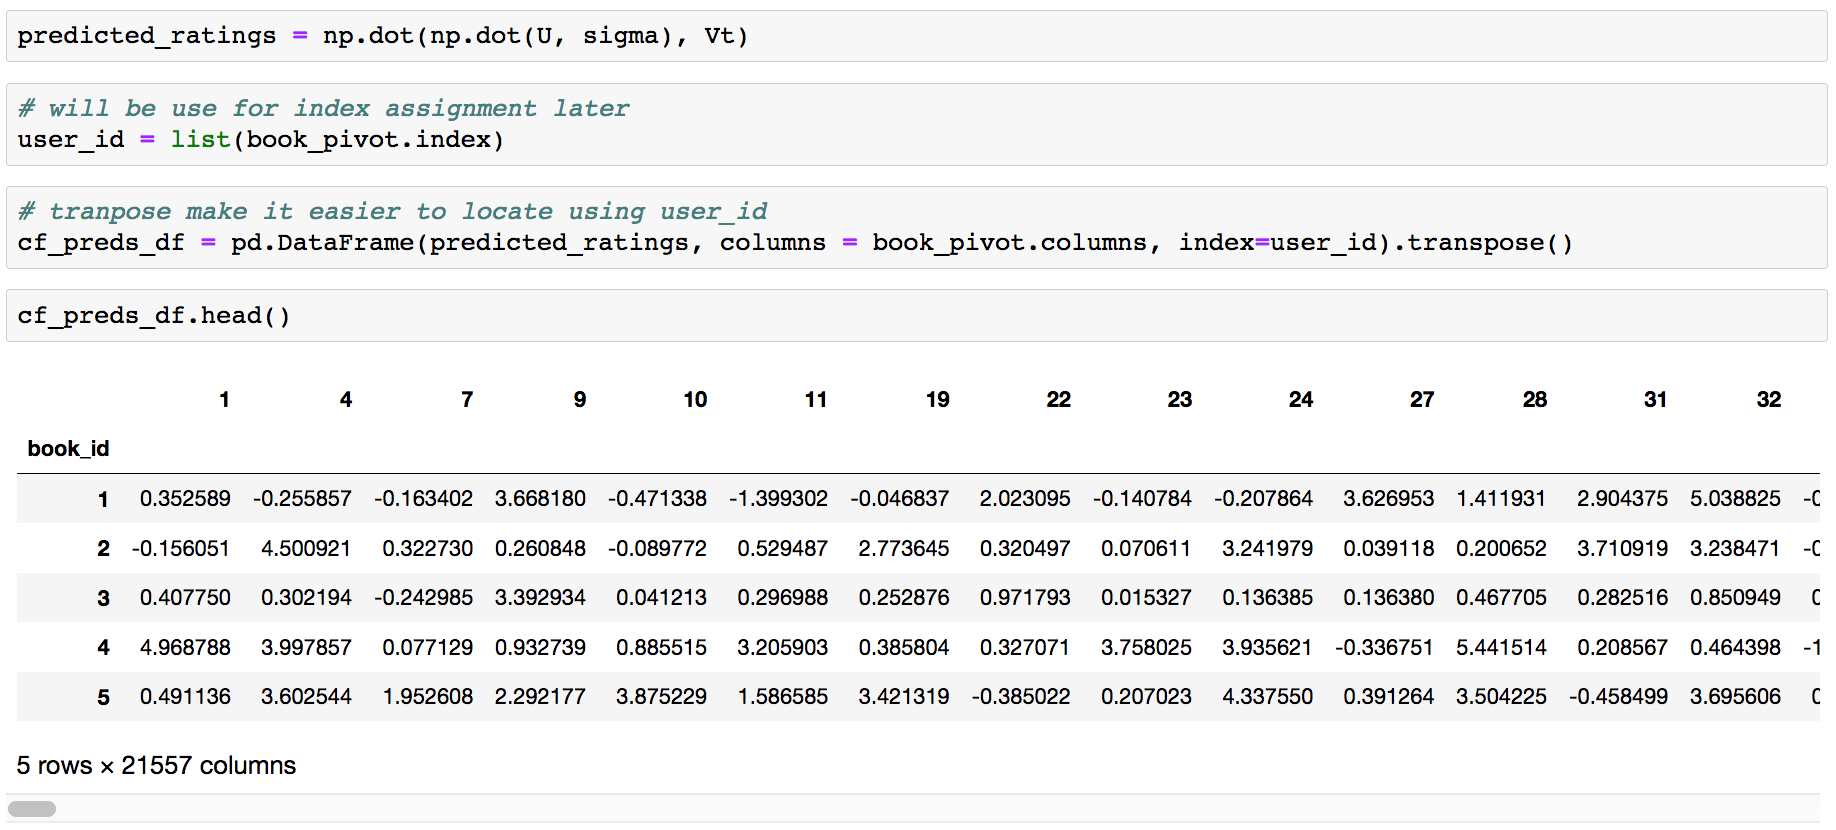 predicted_ratings = np.dot(np.dot(U, sigma), Vt)
# will be use for index assignment later
user_id = list(book_pivot.index)
# tranpose make it easier to locate using user_id
cf_preds_df = pd.DataFrame(predicted_ratings, columns = book_pivot.columns, index=user_id).transpose()
cf_preds_df.head()
1 4 7 9 10 11 19 22 23 24 27 28 31 32
book_id
1 0.352589 -0.255857 -0.163402 3.668180 -0.471338 -1.399302 -0.046837 2.023095 -0.140784 -0.207864 3.626953 1.411931 2.904375 5.038825
2 -0.156051 4.500921 0.322730 0.260848 -0.089772 0.529487 2.773645 0.320497 0.070611 3.241979 0.039118 0.200652 3.710919 3.238471
3 0.407750 0.302194 -0.242985 3.392934 0.041213 0.296988 0.252876 0.971793 0.015327 0.136385 0.136380 0.467705 0.282516 0.850949
4 4.968788 3.997857 0.077129 0.932739 0.885515 3.205903 0.385804 0.327071 3.758025 3.935621 -0.336751 5.441514 0.208567 0.464398
5 0.491136 3.602544 1.952608 2.292177 3.875229 1.586585 3.421319 -0.385022 0.207023 4.337550 0.391264 3.504225 -0.458499 3.695606
5 rows × 21557 columns